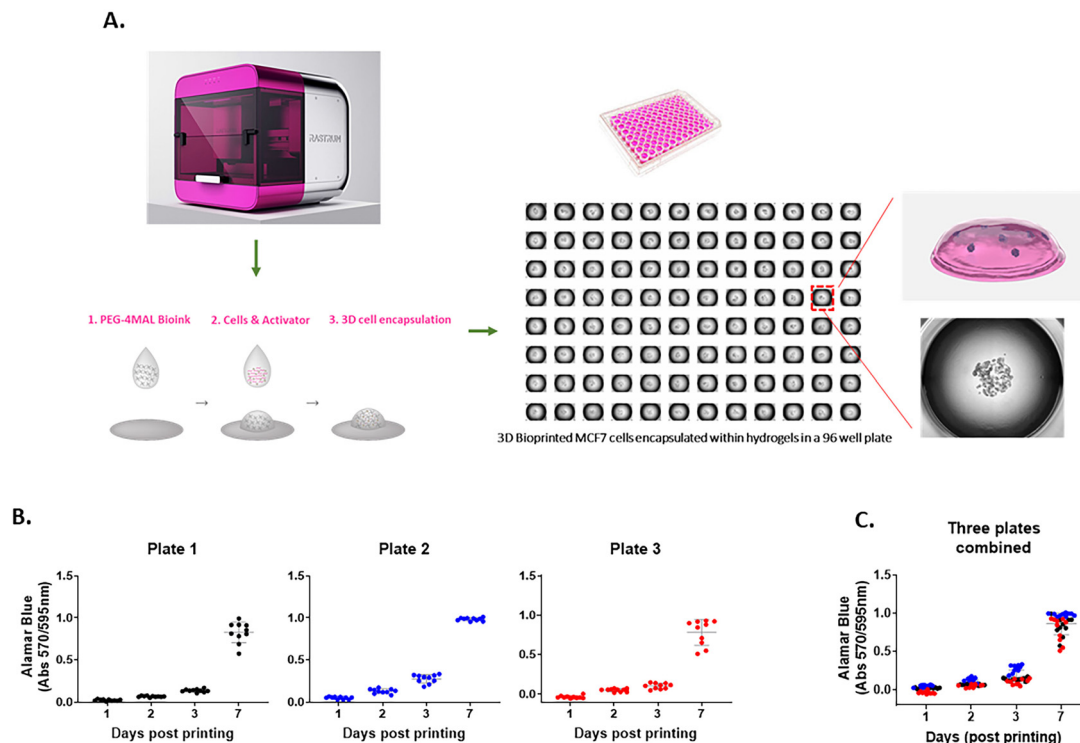 A.
RASTRUM
1. PEG-4MAL Bioink
2. Cells & Activator
3. 3D cell encapsulation
3D Bioprinted MCF7 cells encapsulated within hydrogels in a 96 well plate
B.
Plate 1
Alamar Blue
(Abs 570/595nm)
1.5
1.0
0.5
0.0
1 2 3 7
Days post printing
Plate 2
1.5
1.0
0.5
0.0
1 2 3 7
Days post printing
Plate 3
1.5
1.0
0.5
0.0
1 2 3 7
Days post printing
C.
Three plates
combined
Alamar Blue
(Abs 570/595nm)
1.5
1.0
0.5
0.0
1 2 3 7
Days (post printing